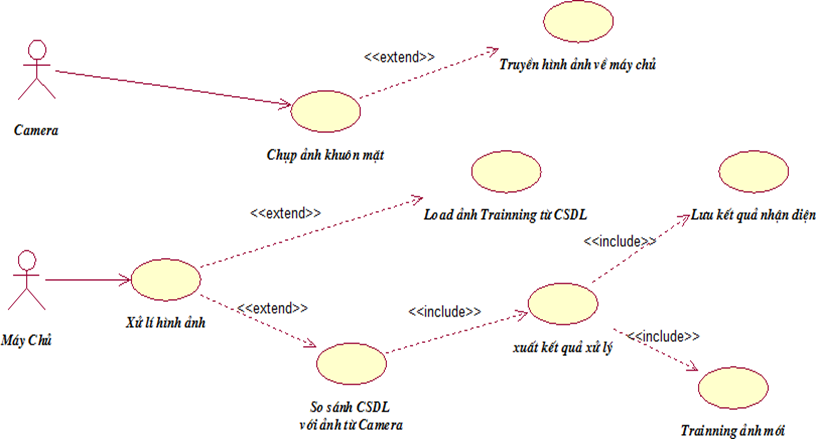 <<extend>>
Truyền hình ảnh về máy chủ
Camera
Chụp ảnh khuôn mặt
<<extend>>
Load ảnh Trainning từ CSDL
Lưu kết quả nhận diện
<<include>>
<<extend>>
<<include>>
Xử lí hình ảnh
Máy Chủ
<<include>>
xuất kết quả xử lý
So sánh CSDL
với ảnh từ Camera
Trainning ảnh mới